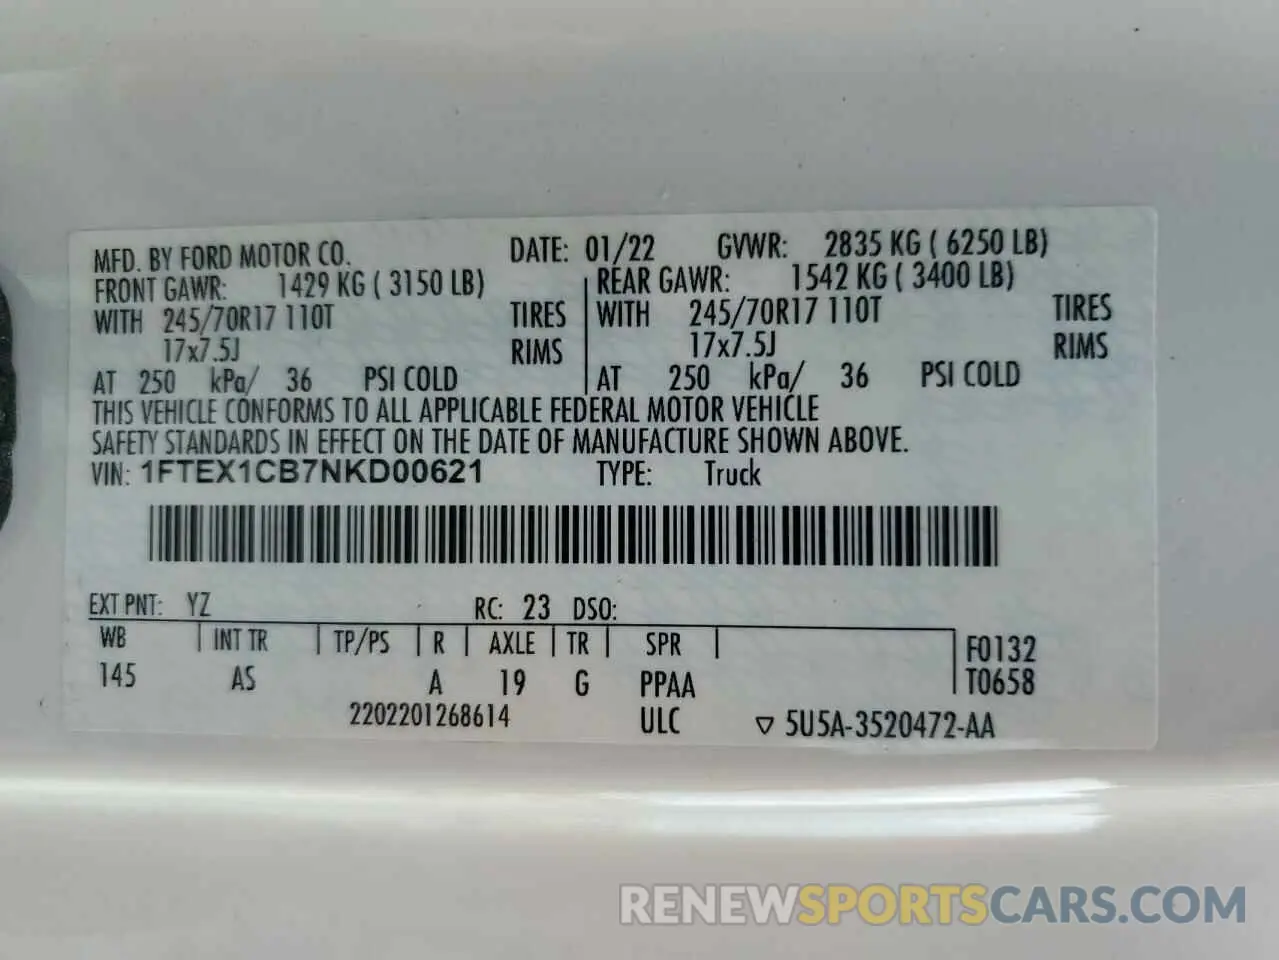 MFD. BY FORD MOTOR CO. DATE: 01/22 GVWR: 2835 KG ( 6250 LB)
FRONT GAWR: 1429 KG ( 3150 LB) REAR GAWR: 1542 KG ( 3400 LB)
WITH 245/70R17 110T TIRES WITH 245/70R17 110T TIRES
17x7.5J RIMS 17x7.5J RIMS
AT 250 kPa/ 36 PSI COLD AT 250 kPa/ 36 PSI COLD
THIS VEHICLE CONFORMS TO ALL APPLICABLE FEDERAL MOTOR VEHICLE
SAFETY STANDARDS IN EFFECT ON THE DATE OF MANUFACTURE SHOWN ABOVE.
VIN: 1FTEX1CB7NKD00621 TYPE: Truck
EXT PNT: YZ RC: 23 DSO:
WB INT TR TP/PS R AXLE TR SPR F0132
145 AS A 19 G PPAA T0658
2202201268614 ULC ▽ 5U5A-3520472-AA
RENEWSPORTSCARS.COM